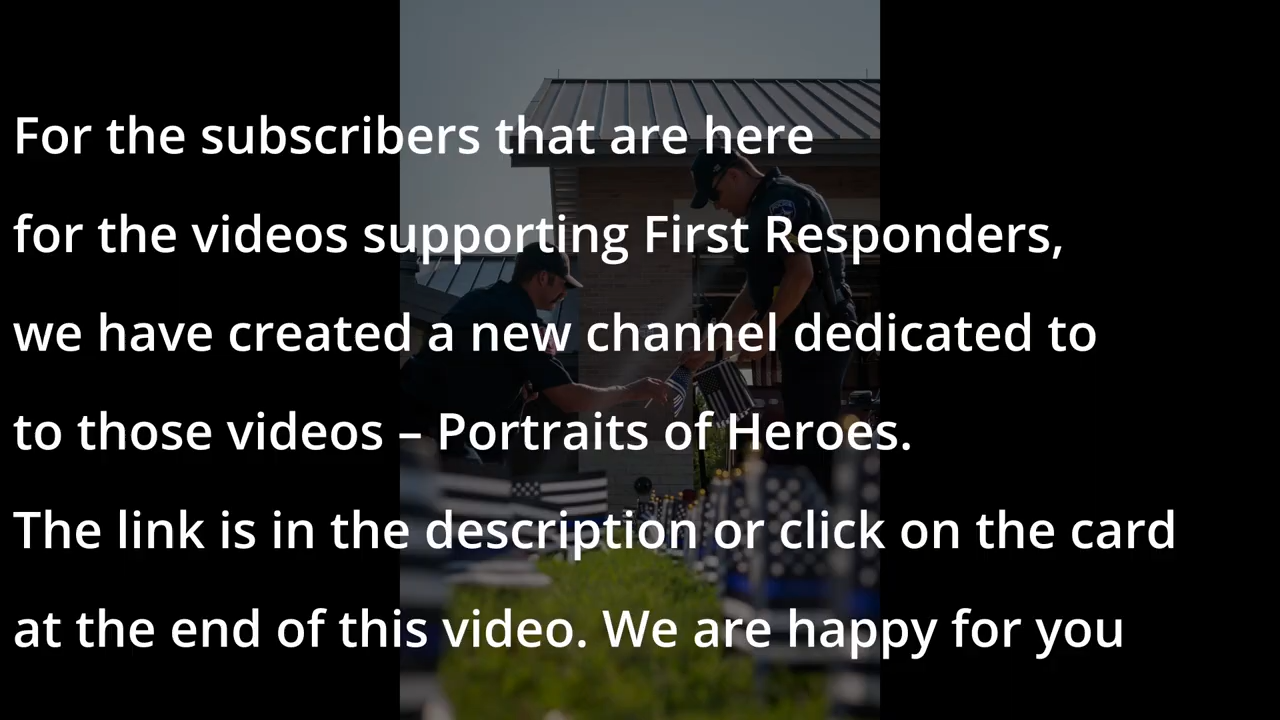 For the subscribers that are here
for the videos supporting First Responders,
we have created a new channel dedicated to
to those videos – Portraits of Heroes.
The link is in the description or click on the card
at the end of this video. We are happy for you